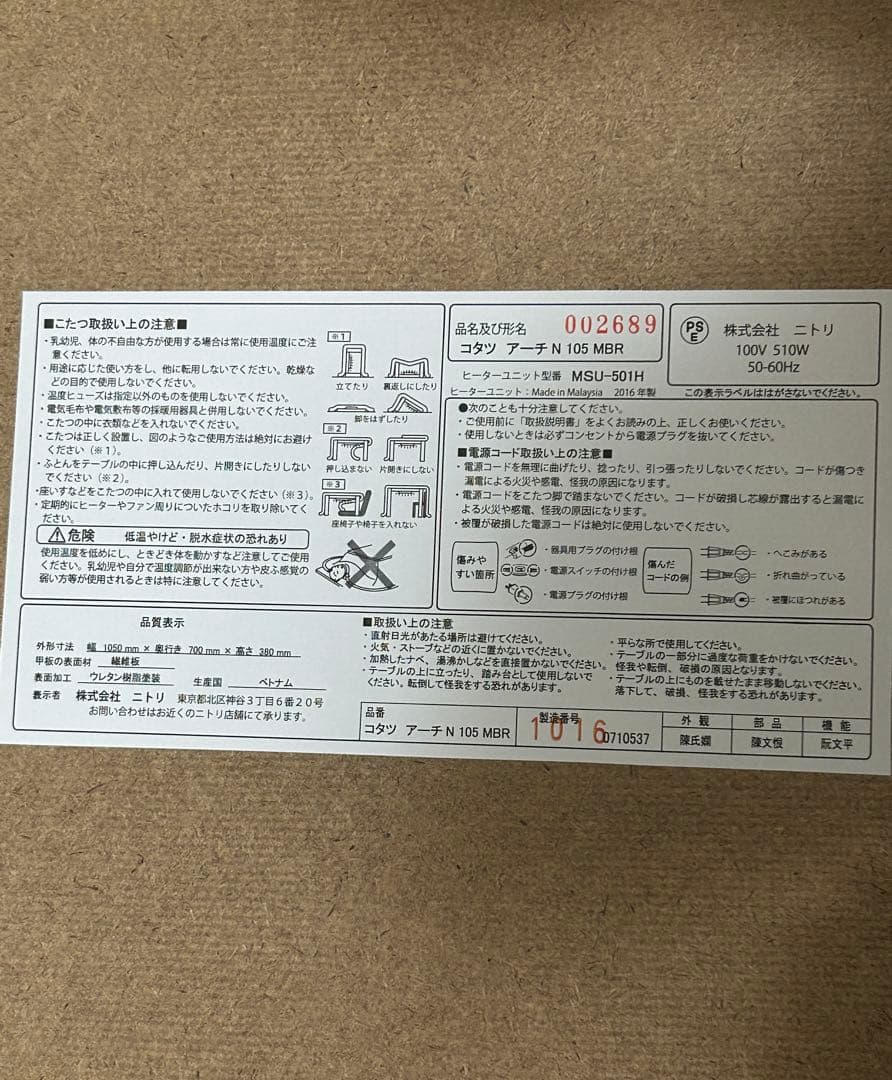 ■こたつ取扱い上の注意■
・乳幼児、体の不自由な方が使用する場合は常に使用温度にご注
意ください。
・用途に応じた使い方をし、他に転用しないでください。乾燥な
どの目的で使用しないでください。
・温度ヒューズは指定以外のものを使用しないでください。
・電気毛布や電気敷布等の採暖用器具と併用しないでください。
・こたつの中に衣類などを入れないでください。
・こたつは正しく設置し、図のようなご使用方法は絶対にお避け
ください（※１）。
・ふとんをテーブルの中に押し込んだり、片開きにしたりしない
でください（※２）。
・座いすなどをこたつの中に入れて使用しないでください（※３）。
・定期的にヒーターやファン周りについたホコリを取り除いてく
ださい。
※１
立てたり
裏返しにしたり
脚をはずしたり
※２
押し込まない
片開きにしない
※３
座椅子や椅子を入れない
危険 低温やけど・脱水症状の恐れあり
使用温度を低めにし、ときどき体を動かすなど注意してご使用
ください。乳幼児や自分で温度調節が出来ない方や皮ふ感覚の
弱い方等が使用されるときは特に注意してください。
品名及び形名 002689
コタツ アーチ N 105 MBR
ヒーターユニット型番 MSU-501H
ヒーターユニット：Made in Malaysia 2016 年製
PS
E
株式会社 ニトリ
100V 510W
50-60Hz
この表示ラベルははがさないでください。
●次のことも十分注意してください。
・ご使用前に「取扱説明書」をよくお読みの上、正しくお使いください。
・使用しないときは必ずコンセントから電源プラグを抜いてください。
■電源コード取扱い上の注意■
・電源コードを無理に曲げたり、捻ったり、引っ張ったりしないでください。コードが傷つき
漏電による火災や感電、怪我の原因になります。
・電源コードをこたつ脚で踏まないでください。コードが破損し芯線が露出すると漏電に
より火災や感電、怪我の原因になります。
・被覆が破損した電源コードは絶対に使用しないでください。
傷みや
すい箇所
・器具用プラグの付け根
・電源スイッチの付け根
・電源プラグの付け根
傷んだ
コードの例
・へこみがある
・折れ曲がっている
・被覆にほつれがある
品質表示
外形寸法 幅 1050 mm × 奥行き 700 mm × 高さ 380 mm
甲板の表面材 繊維板
表面加工 ウレタン樹脂塗装 生産国 ベトナム
表示者 株式会社 ニトリ 東京都北区神谷３丁目６番２０号
お問い合わせはお近くのニトリ店舗にて承ります。
■取扱い上の注意
・直射日光があたる場所は避けてください。
・火気・ストーブなどの近くに置かないでください。
・加熱したナベ、湯沸かしなどを直接置かないでください。
・テーブルの上に立ったり、踏み台として使用しないで
ください。転倒して怪我をする恐れがあります。
・平らな所で使用してください。
・テーブルの一部分に過度な荷重をかけないでください。
怪我や転倒、破損の原因となります。
・テーブルの上にものを載せたまま移動しないでください。
落下して、破損、怪我をする恐れがあります。
品番
コタツ アーチ N 105 MBR
製造番号
1016 0710537
外 観
陳氏嫺
部 品
陳文恨
機 能
阮文平